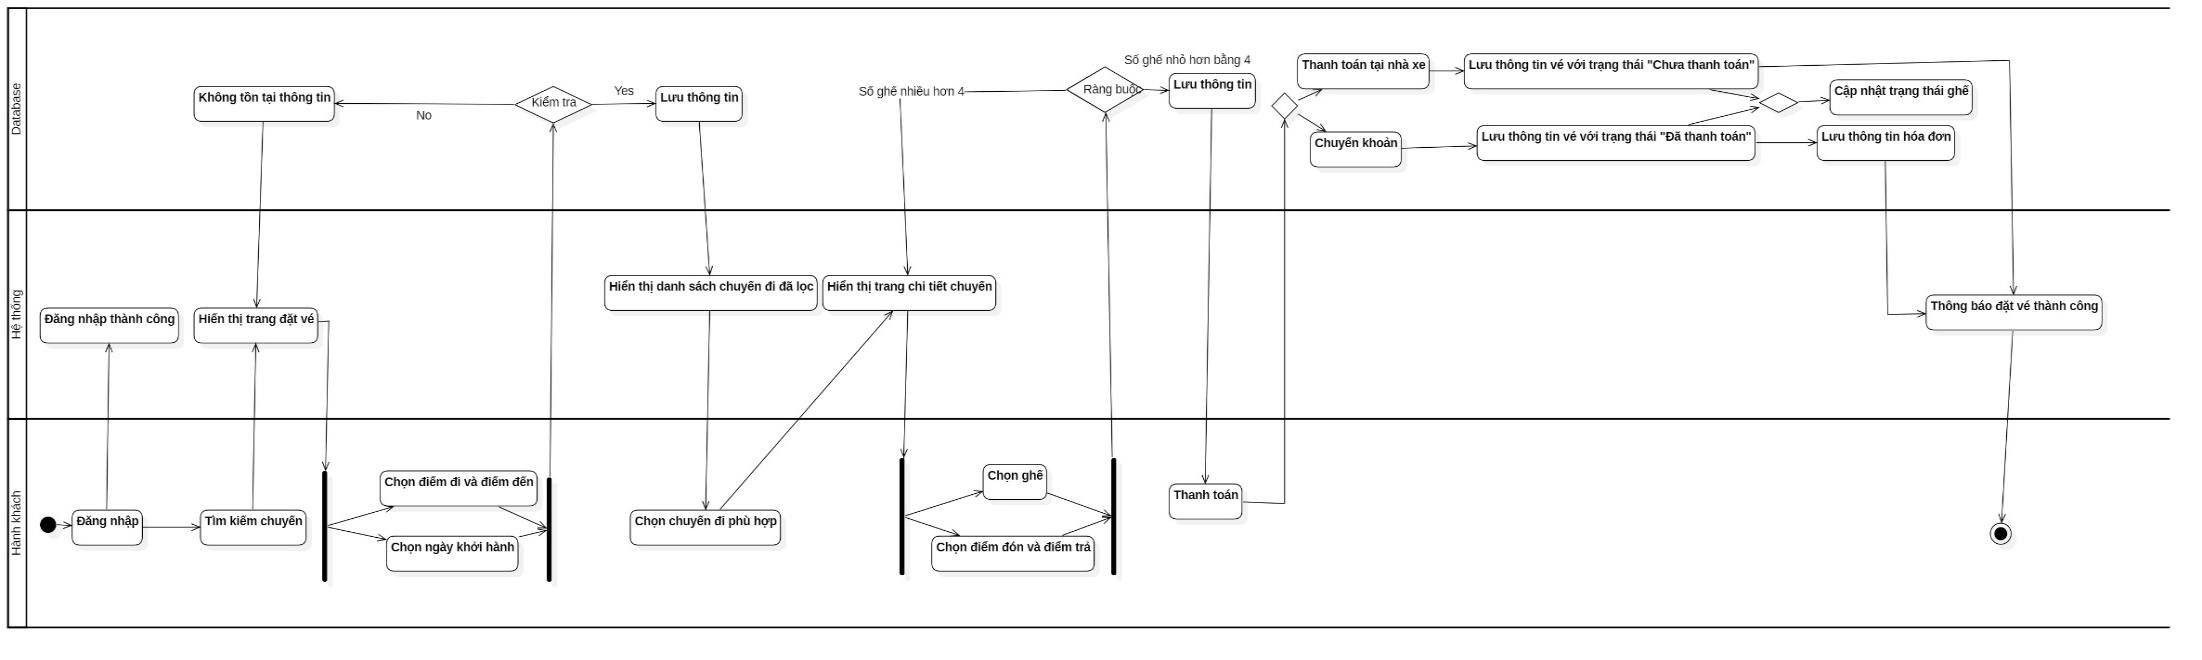 Database
Số ghế nhỏ hơn bằng 4
Không tồn tại thông tin
No
Kiểm tra
Yes
Lưu thông tin
Số ghế nhiều hơn 4
Ràng buộc
Lưu thông tin
Thanh toán tại nhà xe
Lưu thông tin vé với trạng thái "Chưa thanh toán"
Cập nhật trạng thái ghế
Chuyển khoản
Lưu thông tin vé với trạng thái "Đã thanh toán"
Lưu thông tin hóa đơn
Hệ thống
Đăng nhập thành công
Hiển thị trang đặt vé
Hiển thị danh sách chuyến đi đã lọc
Hiển thị trang chi tiết chuyến
Thông báo đặt vé thành công
Hành khách
Đăng nhập
Tìm kiếm chuyến
Chọn điểm đi và điểm đến
Chọn ngày khởi hành
Chọn chuyến đi phù hợp
Chọn ghế
Chọn điểm đón và điểm trả
Thanh toán